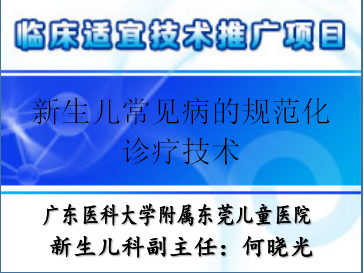 临床适宜技术推广项目
新生儿常见病的规范化
诊疗技术
广东医科大学附属东莞儿童医院
新生儿科副主任：何晓光